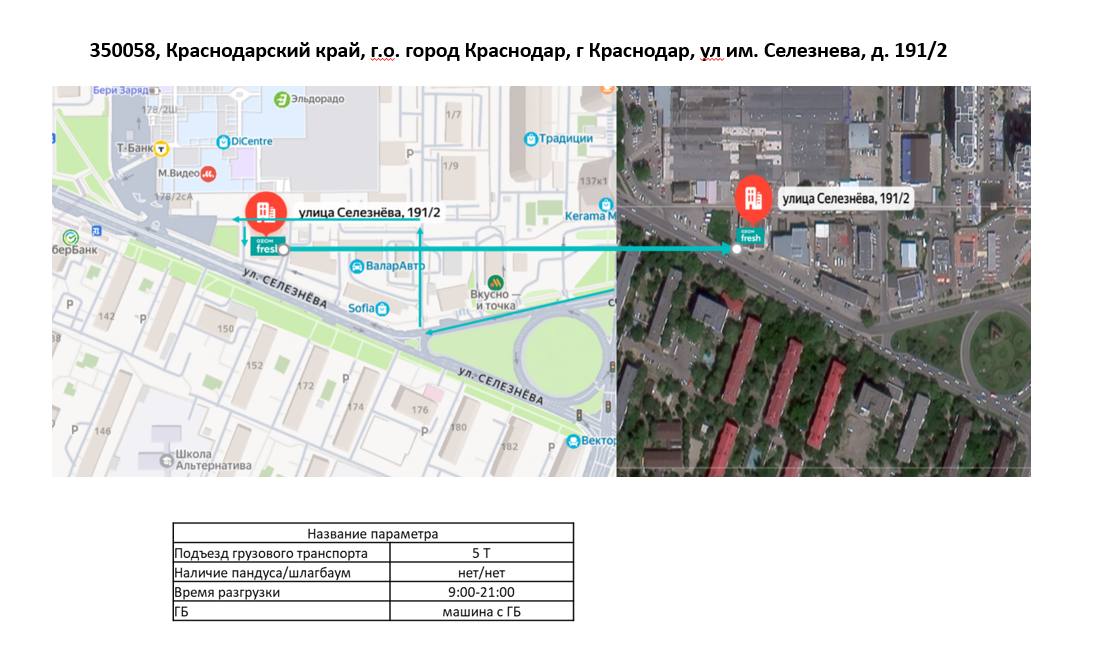 350058, Краснодарский край, г.о. город Краснодар, г Краснодар, ул им. Селезнева, д. 191/2
Бери Заряд
Эльдорадо
178/2Ш
1/7
DiCentre
Традиции
Т-Банк
1/9
Р
М.Видео
137к1
178/2сА
улица Селезнёва, 191/2
Kerama M
улица Селезнёва, 191/2
бербанк
ozon
fresh
ozon
fresh
ВаларАвто
ул. СЕЛЕЗНЁВА
Вкусно —
и точка
Sofia
Р
Р
142
150
152
172
ул. СЕЛЕЗНЁВА
Р
174
176
Р
146
Р
180
182
Р
Вектор
Школа
Альтернатива
Название параметра
Подъезд грузового транспорта 5 Т
Наличие пандуса/шлагбаум нет/нет
Время разгрузки 9:00-21:00
ГБ машина с ГБ